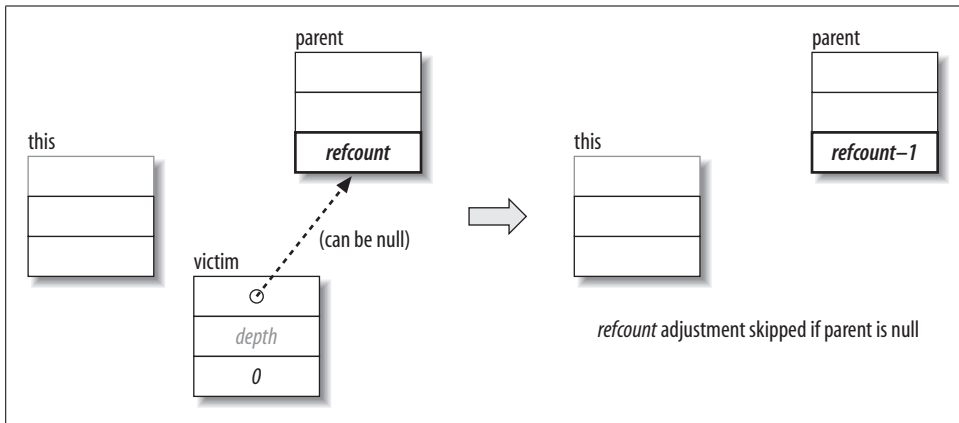 parent
refcount
this
(can be null)
victim
depth
0
parent
refcount–1
this
refcount adjustment skipped if parent is null